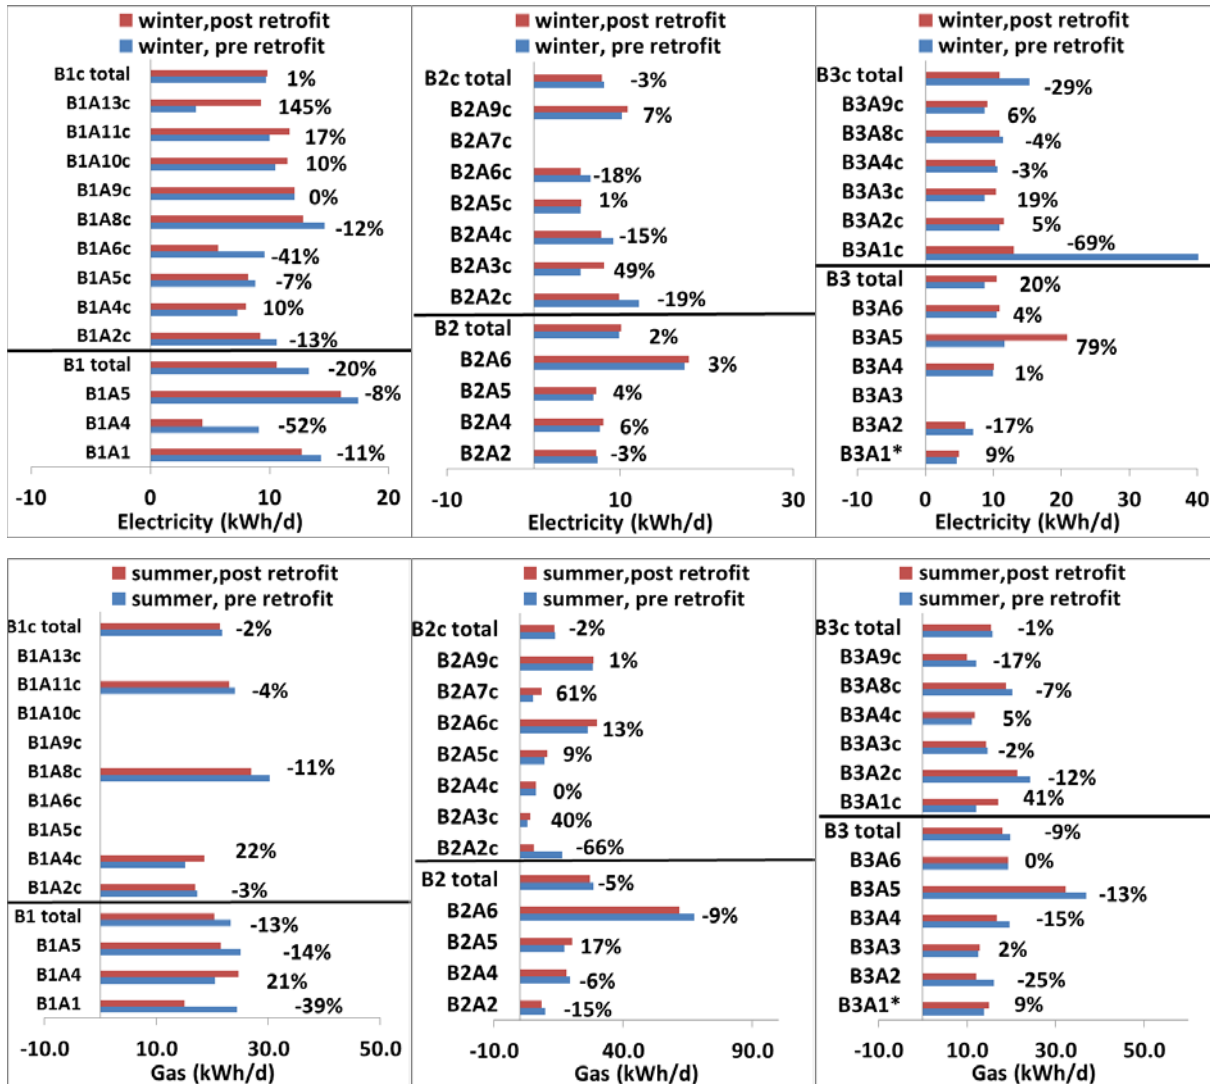 winter,post retrofit
winter, pre retrofit
B1c total 1%
B1A13c 145%
B1A11c 17%
B1A10c 10%
B1A9c 0%
B1A8c -12%
B1A6c -41%
B1A5c -7%
B1A4c 10%
B1A2c -13%
B1 total -20%
B1A5 -8%
B1A4 -52%
B1A1 -11%
-10 0 10 20
Electricity (kWh/d)
winter,post retrofit
winter, pre retrofit
B2c total -3%
B2A9c 7%
B2A7c
B2A6c -18%
B2A5c 1%
B2A4c -15%
B2A3c 49%
B2A2c -19%
B2 total 2%
B2A6 3%
B2A5 4%
B2A4 6%
B2A2 -3%
-10 10 30
Electricity (kWh/d)
winter,post retrofit
winter, pre retrofit
B3c total -29%
B3A9c 6%
B3A8c -4%
B3A4c -3%
B3A3c 19%
B3A2c 5%
B3A1c -69%
B3 total 20%
B3A6 4%
B3A5 79%
B3A4 1%
B3A3
B3A2 -17%
B3A1* 9%
-10 0 10 20 30 40
Electricity (kWh/d)
summer,post retrofit
summer, pre retrofit
B1c total -2%
B1A13c
B1A11c -4%
B1A10c
B1A9c
B1A8c -11%
B1A6c
B1A5c
B1A4c 22%
B1A2c -3%
B1 total -13%
B1A5 -14%
B1A4 21%
B1A1 -39%
-10.0 10.0 30.0 50.0
Gas (kWh/d)
summer,post retrofit
summer, pre retrofit
B2c total -2%
B2A9c 1%
B2A7c 61%
B2A6c 13%
B2A5c 9%
B2A4c 0%
B2A3c 40%
B2A2c -66%
B2 total -5%
B2A6 -9%
B2A5 17%
B2A4 -6%
B2A2 -15%
-10.0 40.0 90.0
Gas (kWh/d)
summer,post retrofit
summer, pre retrofit
B3c total -1%
B3A9c -17%
B3A8c -7%
B3A4c 5%
B3A3c -2%
B3A2c -12%
B3A1c 41%
B3 total -9%
B3A6 0%
B3A5 -13%
B3A4 -15%
B3A3 2%
B3A2 -25%
B3A1* 9%
-10.0 10.0 30.0 50.0
Gas (kWh/d)